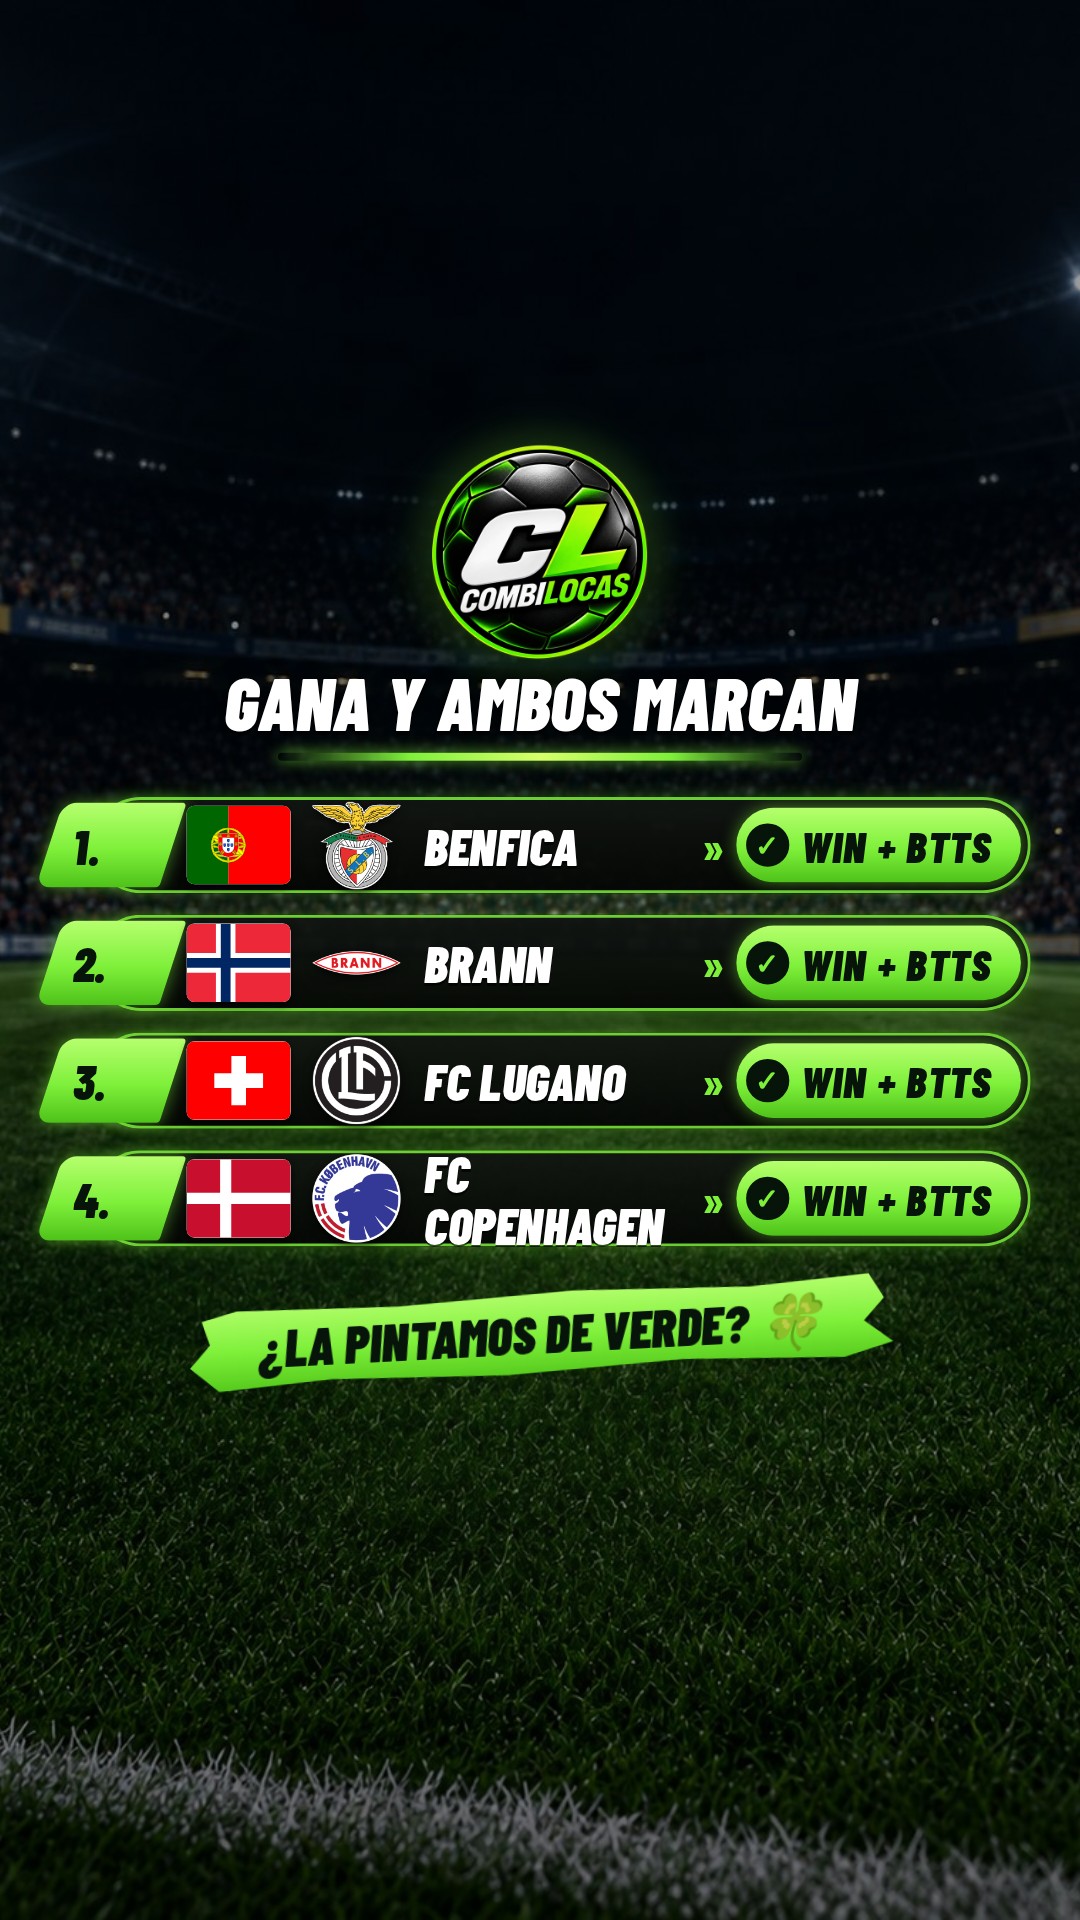 CL
COMBILOCAS
GANA Y AMBOS MARCAN
1. BENFICA » ✓ WIN + BTTS
2. BRANN BRANN » ✓ WIN + BTTS
3. LF FC LUGANO » ✓ WIN + BTTS
4. F.C. KØBENHAVN FC COPENHAGEN » ✓ WIN + BTTS
¿LA PINTAMOS DE VERDE? 🍀